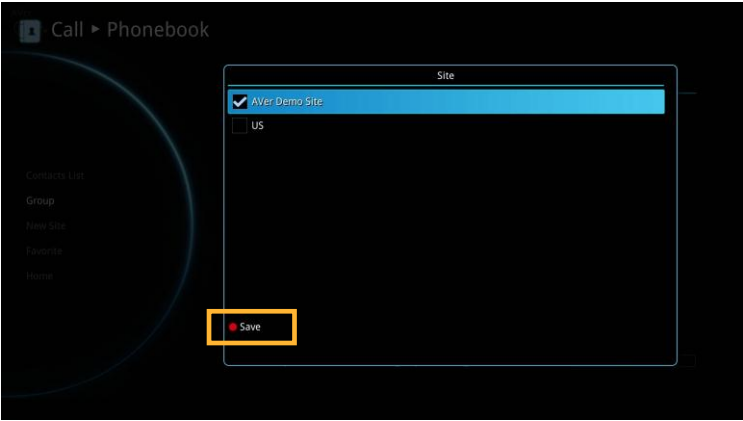 Call ▸ Phonebook
Site
AVer Demo Site
US
Contacts List
Group
New Site
Favorite
Home
Save